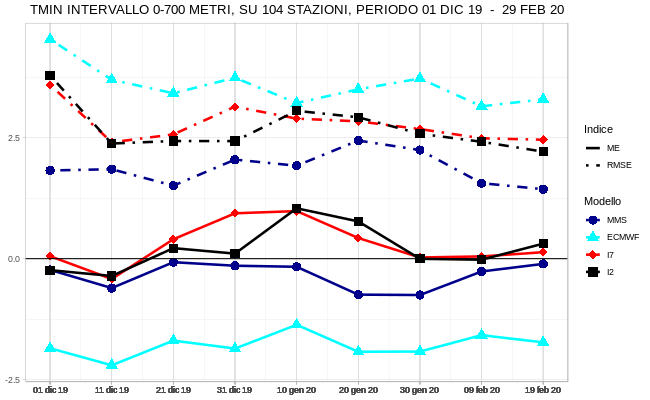 TMIN INTERVALLO 0-700 METRI, SU 104 STAZIONI, PERIODO 01 DIC 19 - 29 FEB 20
2.5
0.0
-2.5
01 dic 19 11 dic 19 21 dic 19 31 dic 19 10 gen 20 20 gen 20 30 gen 20 09 feb 20 19 feb 20
Indice
ME
RMSE
Modello
MMS
ECMWF
I7
I2